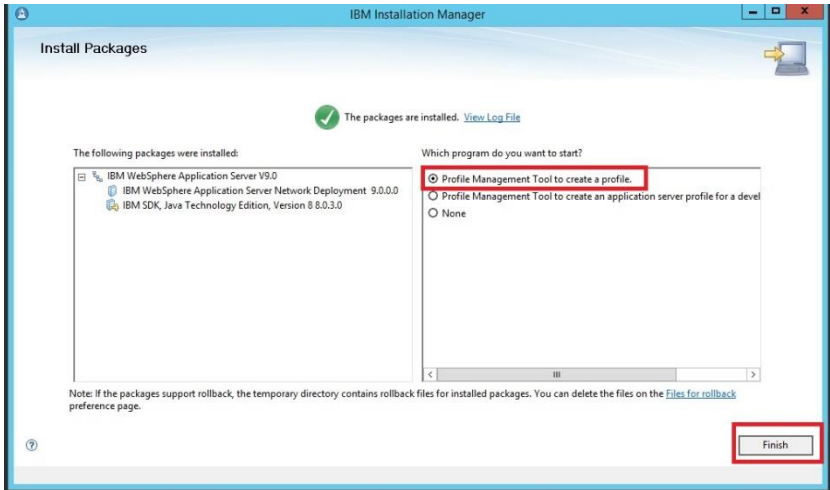 IBM Installation Manager
Install Packages
The packages are installed. View Log File
The following packages were installed:
IBM WebSphere Application Server V9.0
IBM WebSphere Application Server Network Deployment 9.0.0.0
IBM SDK, Java Technology Edition, Version 8 8.0.3.0
Which program do you want to start?
Profile Management Tool to create a profile.
Profile Management Tool to create an application server profile for a devel
None
Note: If the packages support rollback, the temporary directory contains rollback files for installed packages. You can delete the files on the Files for rollback
preference page.
Finish